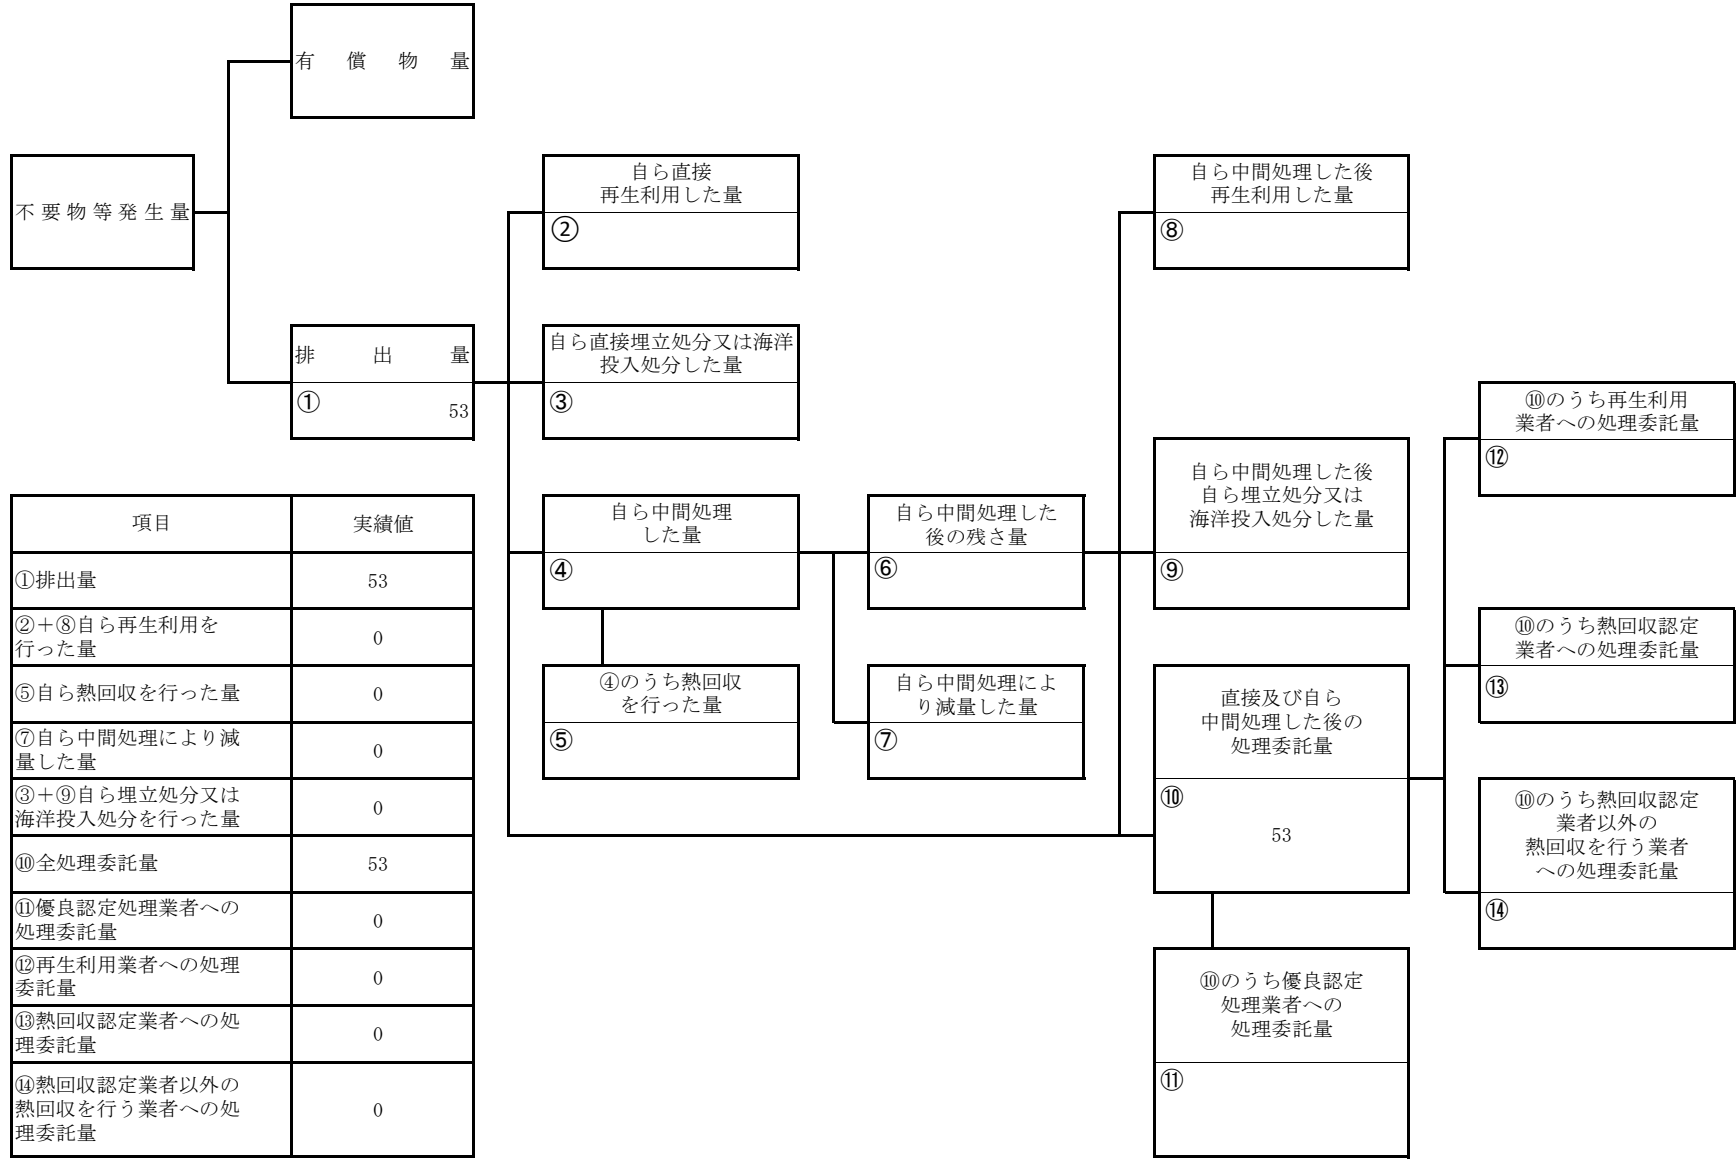 有償物量
不要物等発生量
排出量
①
53
自ら直接
再生利用した量
②
自ら直接埋立処分又は海洋
投入処分した量
③
自ら中間処理
した量
④
④のうち熱回収
を行った量
⑤
自ら中間処理した
後の残さ量
⑥
自ら中間処理によ
り減量した量
⑦
自ら中間処理した後
再生利用した量
⑧
自ら中間処理した後
自ら埋立処分又は
海洋投入処分した量
⑨
直接及び自ら
中間処理した後の
処理委託量
⑩
53
⑩のうち優良認定
処理業者への
処理委託量
⑪
⑩のうち再生利用
業者への処理委託量
⑫
⑩のうち熱回収認定
業者への処理委託量
⑬
⑩のうち熱回収認定
業者以外の
熱回収を行う業者
への処理委託量
⑭
項目 実績値
①排出量 53
②＋⑧自ら再生利用を
行った量 0
⑤自ら熱回収を行った量 0
⑦自ら中間処理により減
量した量 0
③＋⑨自ら埋立処分又は
海洋投入処分を行った量 0
⑩全処理委託量 53
⑪優良認定処理業者への
処理委託量 0
⑫再生利用業者への処理
委託量 0
⑬熱回収認定業者への処
理委託量 0
⑭熱回収認定業者以外の
熱回収を行う業者への処
理委託量 0